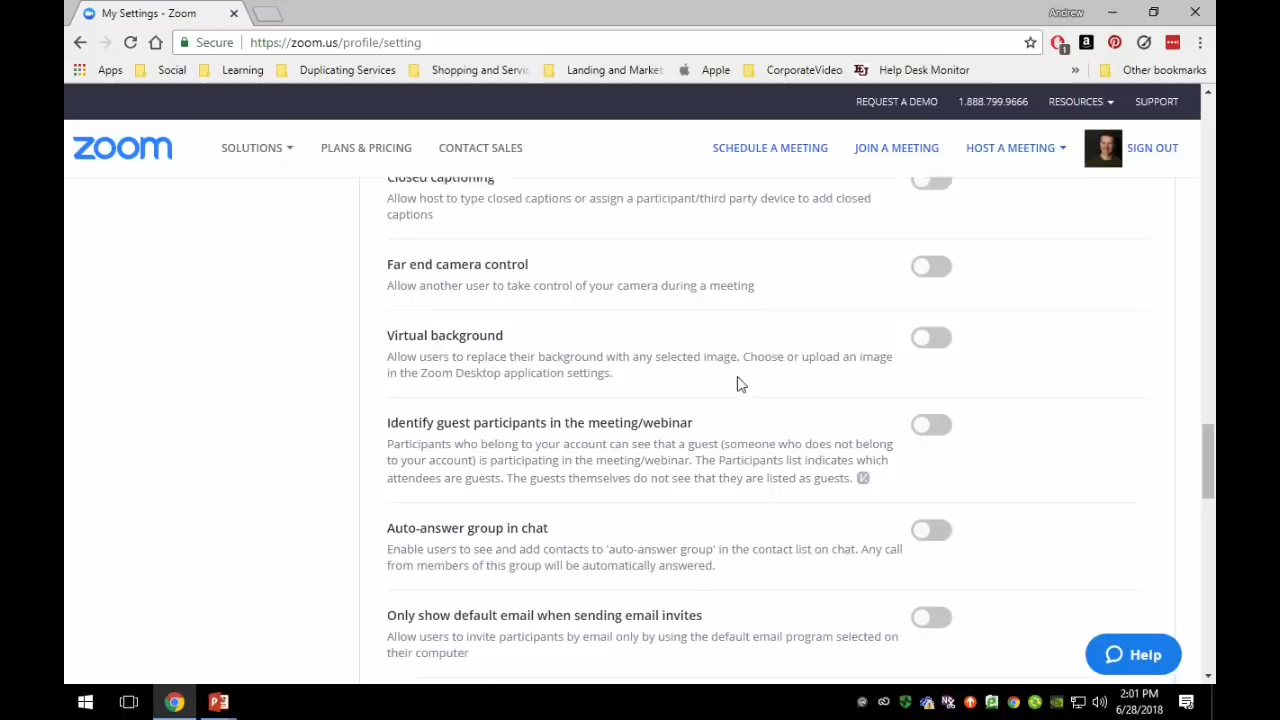 My Settings - Zoom
Andrew
Secure
https://zoom.us/profile/setting
1
a
Apps
Social
Learning
Duplicating Services
Shopping and Servic
Landing and Market
Apple
CorporateVideo
Help Desk Monitor
»
Other bookmarks
REQUEST A DEMO
1.888.799.9666
RESOURCES
SUPPORT
zoom
SOLUTIONS
PLANS & PRICING
CONTACT SALES
SCHEDULE A MEETING
JOIN A MEETING
HOST A MEETING
SIGN OUT
Closed captioning
Allow host to type closed captions or assign a participant/third party device to add closed
captions
Far end camera control
Allow another user to take control of your camera during a meeting
Virtual background
Allow users to replace their background with any selected image. Choose or upload an image
in the Zoom Desktop application settings.
Identify guest participants in the meeting/webinar
Participants who belong to your account can see that a guest (someone who does not belong
to your account) is participating in the meeting/webinar. The Participants list indicates which
attendees are guests. The guests themselves do not see that they are listed as guests.
Auto-answer group in chat
Enable users to see and add contacts to 'auto-answer group' in the contact list on chat. Any call
from members of this group will be automatically answered.
Only show default email when sending email invites
Allow users to invite participants by email only by using the default email program selected on
their computer
Help
2:01 PM
6/28/2018